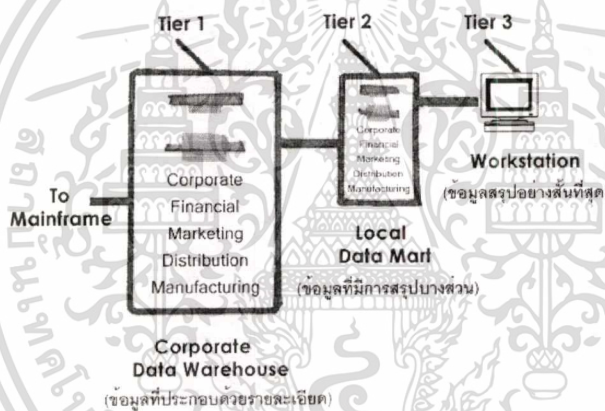 Tier 1
Tier 2
Tier 3
To
Mainframe
Corporate
Financial
Marketing
Distribution
Manufacturing
Corporate
Financial
Marketing
Distribution
Manufacturing
Workstation
(ข้อมูลสรุปอย่างสั้นที่สุด
Local
Data Mart
(ข้อมูลที่มีการสรุปบางส่วน)
Corporate
Data Warehouse
(ข้อมูลที่ประกอบด้วยรายละเอียด)